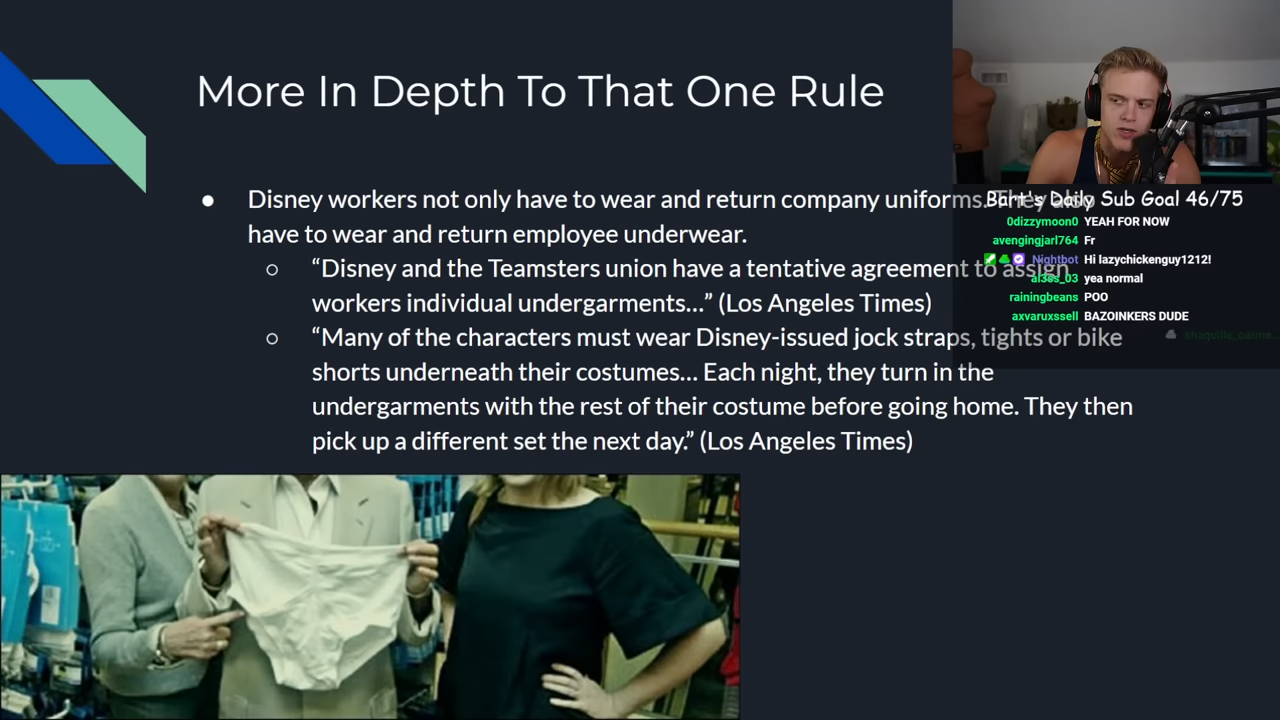 More In Depth To That One Rule
● Disney workers not only have to wear and return company uniforms. They also
have to wear and return employee underwear.
○ “Disney and the Teamsters union have a tentative agreement to assign
workers individual undergarments…” (Los Angeles Times)
○ “Many of the characters must wear Disney-issued jock straps, tights or bike
shorts underneath their costumes… Each night, they turn in the
undergarments with the rest of their costume before going home. They then
pick up a different set the next day.” (Los Angeles Times)
Baht's Daily Sub Goal 46/75
0dizzymoon0 YEAH FOR NOW
avengingjarl764 Fr
Nightbot Hi lazychickenguy1212!
yea normal
rainingbeans POO
axvaruxssell BAZOINKERS DUDE